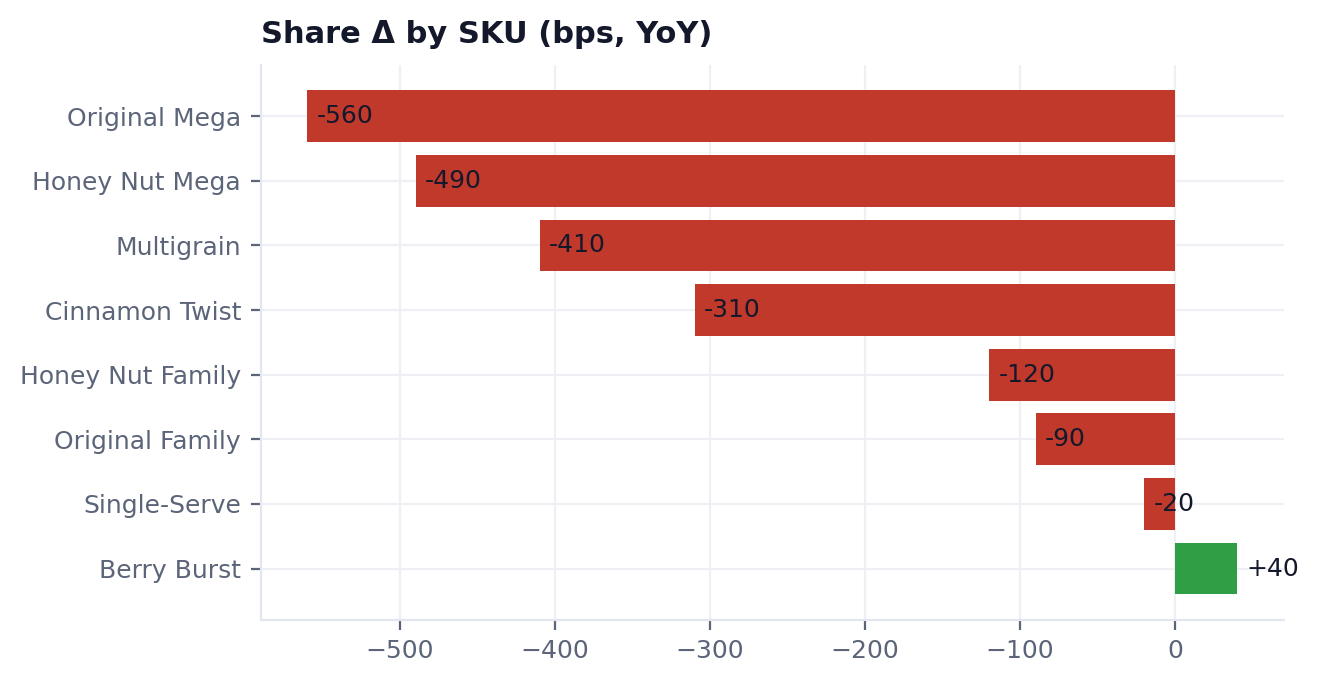 Share Δ by SKU (bps, YoY)
Original Mega
-560
Honey Nut Mega
-490
Multigrain
-410
Cinnamon Twist
-310
Honey Nut Family
-120
Original Family
-90
Single-Serve
-20
Berry Burst
+40
−500 −400 −300 −200 −100 0